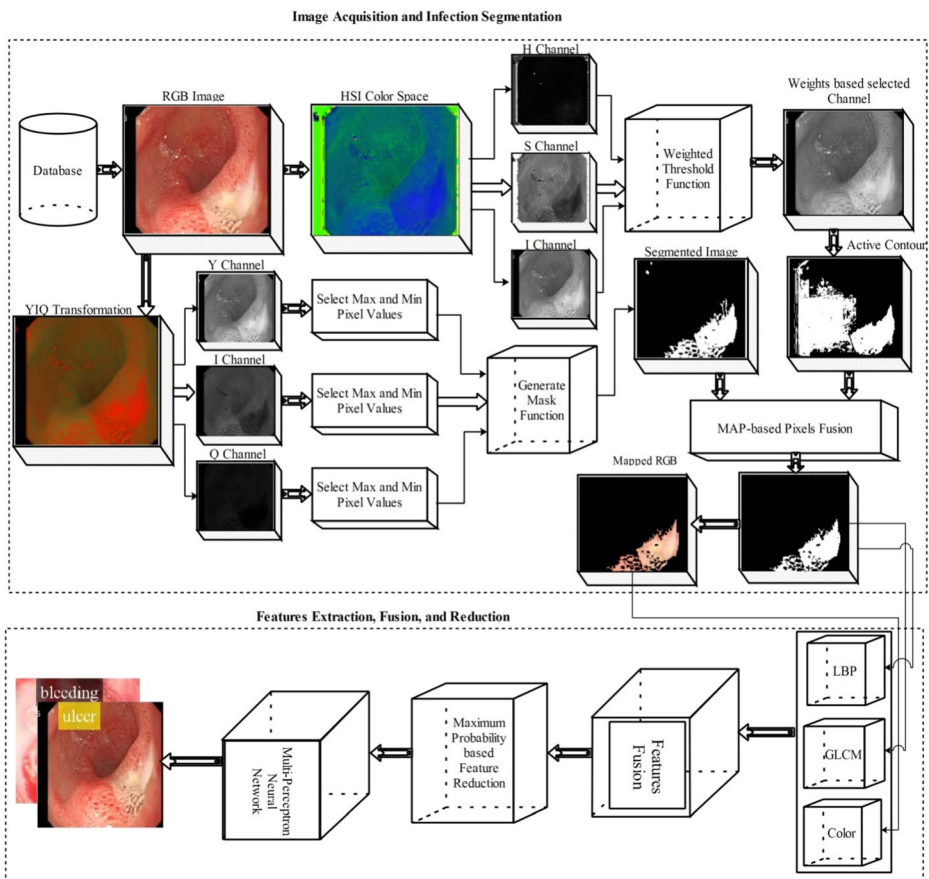 Image Acquisition and Infection Segmentation
H Channel
RGB Image
HSI Color Space
Weights based selected
Channel
Database
S Channel
Weighted
Threshold
Function
I Channel
Segmented Image
Active Contour
Y Channel
YIQ Transformation
Select Max and Min
Pixel Values
I Channel
Select Max and Min
Pixel Values
Generate
Mask
Function
MAP-based Pixels Fusion
Q Channel
Select Max and Min
Pixel Values
Mapped RGB
Features Extraction, Fusion, and Reduction
bleeding
ulcer
Multi-Perceptron
Neural
Network
Maximum
Probability
based
Feature
Reduction
Features
Fusion
LBP
GLCM
Color